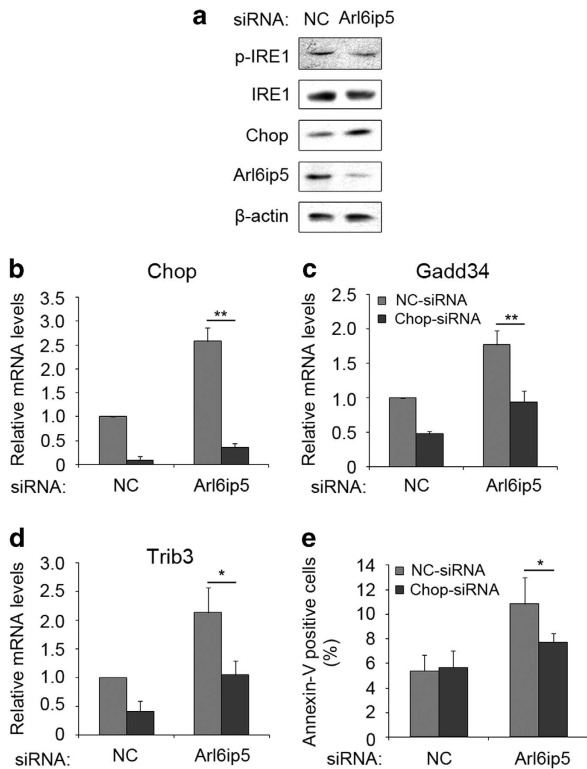 a
siRNA: NC Arl6ip5
p-IRE1
IRE1
Chop
Arl6ip5
β-actin
b
Chop
Relative mRNA levels
3.5
3.0
2.5
2.0
1.5
1.0
0.5
0
**
siRNA: NC Arl6ip5
c
Gadd34
Relative mRNA levels
2.5
2.0
1.5
1.0
0.5
0
NC-siRNA
Chop-siRNA
**
siRNA: NC Arl6ip5
d
Trib3
Relative mRNA levels
3.0
2.5
2.0
1.5
1.0
0.5
0
*
siRNA: NC Arl6ip5
e
Annexin-V positive cells
(%)
14
12
10
8
6
4
2
0
NC-siRNA
Chop-siRNA
*
siRNA: NC Arl6ip5